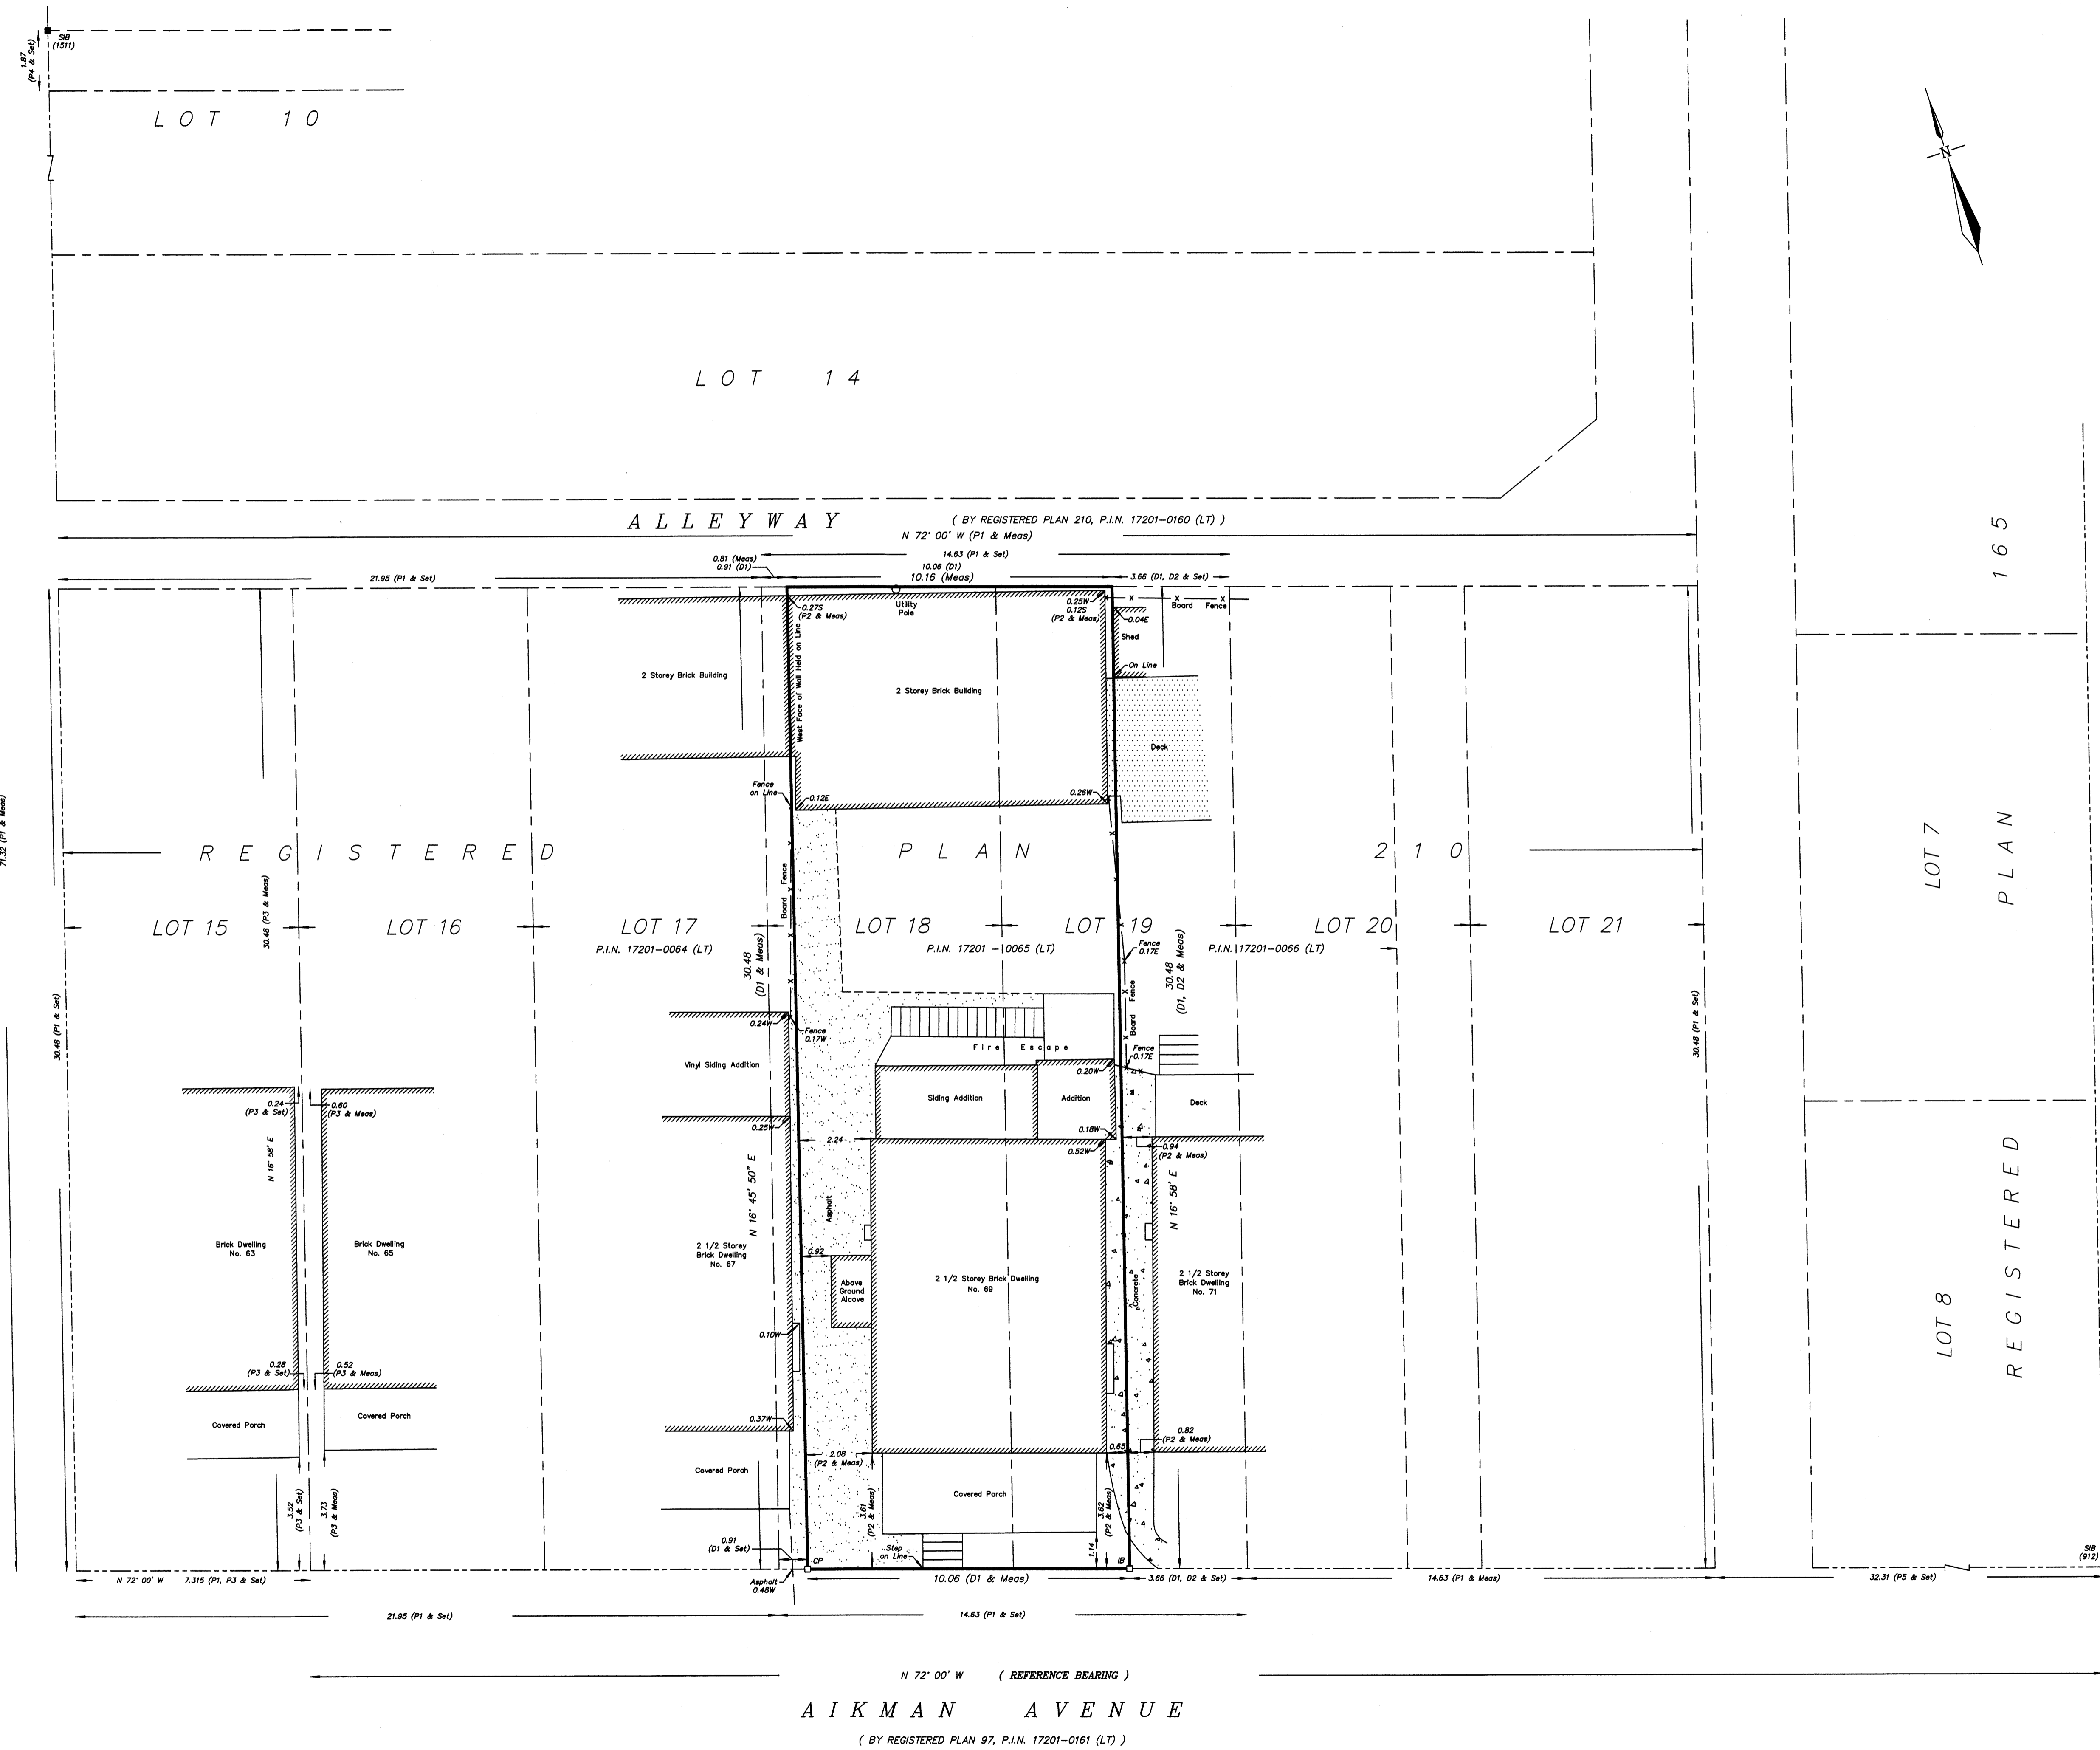 SIB
(1511)
1.87
(P4 & Set)
LOT 10
N
LOT 14
ALLEYWAY
( BY REGISTERED PLAN 210, P.I.N. 17201-0160 (LT) )
N 72° 00' W (P1 & Meas)
0.81 (Meas)
0.91 (D1)
14.63 (P1 & Set)
21.95 (P1 & Set)
10.06 (D1)
10.16 (Meas)
3.66 (D1, D2 & Set)
0.27S
(P2 & Meas)
Utility
Pole
0.25W
0.12S
(P2 & Meas)
Board Fence
0.04E
Shed
On Line
West Face of Wall Held on Line
2 Storey Brick Building
2 Storey Brick Building
Deck
Fence
on Line
0.12E
0.26W
71.32 (P1 & Meas)
REGISTERED PLAN 210
Board Fence
30.48 (P3 & Meas)
LOT 15
LOT 16
LOT 17
LOT 18
LOT 19
LOT 20
LOT 21
P.I.N. 17201-0064 (LT)
P.I.N. 17201-0065 (LT)
P.I.N. 17201-0066 (LT)
30.48
(D1 & Meas)
Fence
0.17E
30.48
(D1, D2 & Meas)
Board Fence
30.48 (P1 & Set)
30.48 (P1 & Set)
0.24W
Fence
0.17W
Fire Escape
Fence
0.17E
Vinyl Siding Addition
0.20W
Siding Addition
Addition
Deck
0.24
(P3 & Set)
0.60
(P3 & Meas)
0.25W
2.24
0.18W
0.52W
0.94
(P2 & Meas)
N 16° 58' E
N 16° 45' 50" E
N 16° 58' E
Asphalt
Brick Dwelling
No. 63
Brick Dwelling
No. 65
2 1/2 Storey
Brick Dwelling
No. 67
0.92
Above
Ground
Alcove
2 1/2 Storey Brick Dwelling
No. 69
Concrete
2 1/2 Storey
Brick Dwelling
No. 71
0.10W
0.28
(P3 & Set)
0.52
(P3 & Meas)
Covered Porch
Covered Porch
0.37W
2.08
(P2 & Meas)
0.65
0.82
(P2 & Meas)
Covered Porch
Covered Porch
3.52
(P3 & Set)
3.73
(P3 & Meas)
3.61
(P2 & Meas)
3.62
(P2 & Meas)
1.14
0.91
(D1 & Set)
CP
Step
on Line
IB
Asphalt
0.48W
N 72° 00' W 7.315 (P1, P3 & Set)
10.06 (D1 & Meas)
3.66 (D1, D2 & Set)
14.63 (P1 & Meas)
32.31 (P5 & Set)
SIB
(912)
21.95 (P1 & Set)
14.63 (P1 & Set)
LOT 7
LOT 8
REGISTERED PLAN 165
N 72° 00' W ( REFERENCE BEARING )
AIKMAN AVENUE
( BY REGISTERED PLAN 97, P.I.N. 17201-0161 (LT) )